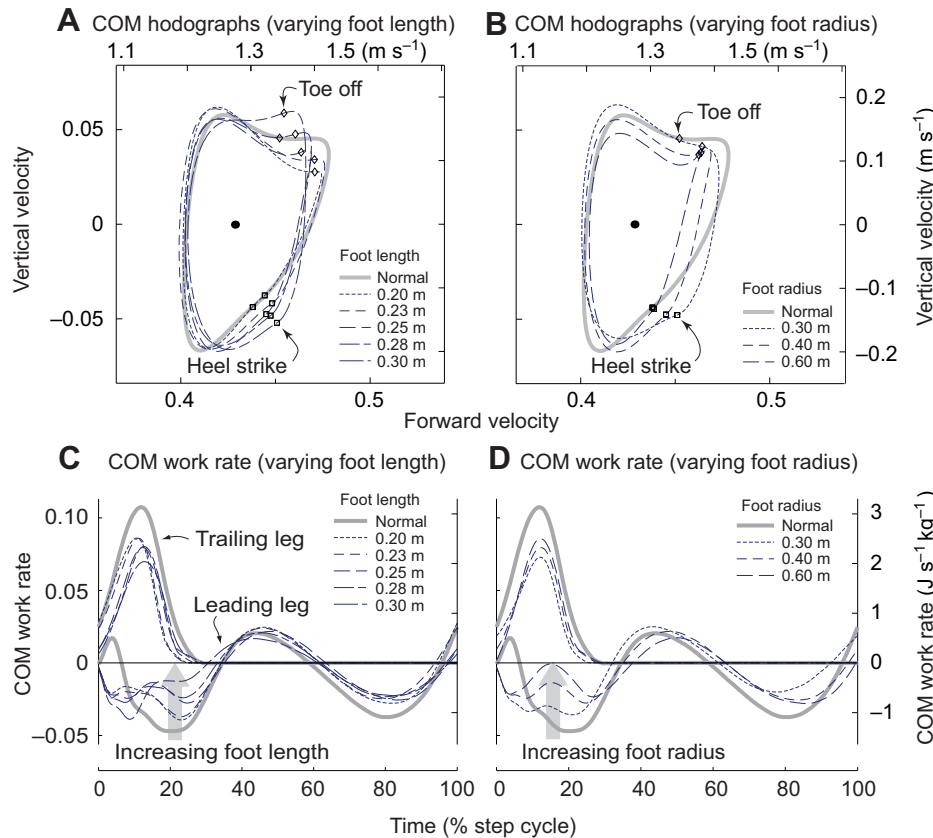 A COM hodographs (varying foot length)
1.1 1.3 1.5 (m s⁻¹)
Toe off
0.05
0
−0.05
Vertical velocity
Foot length
Normal
0.20 m
0.23 m
0.25 m
0.28 m
0.30 m
Heel strike
0.4 0.5
B COM hodographs (varying foot radius)
1.1 1.3 1.5 (m s⁻¹)
Toe off
0.2
0.1
0
−0.1
−0.2
Vertical velocity (m s⁻¹)
Foot radius
Normal
0.30 m
0.40 m
0.60 m
Heel strike
0.4 0.5
Forward velocity
C COM work rate (varying foot length)
0.10
0.05
0
−0.05
COM work rate
Foot length
Normal
0.20 m
0.23 m
0.25 m
0.28 m
0.30 m
Trailing leg
Leading leg
Increasing foot length
0 20 40 60 80 100
D COM work rate (varying foot radius)
3
2
1
0
−1
COM work rate (J s⁻¹ kg⁻¹)
Foot radius
Normal
0.30 m
0.40 m
0.60 m
Increasing foot radius
0 20 40 60 80 100
Time (% step cycle)